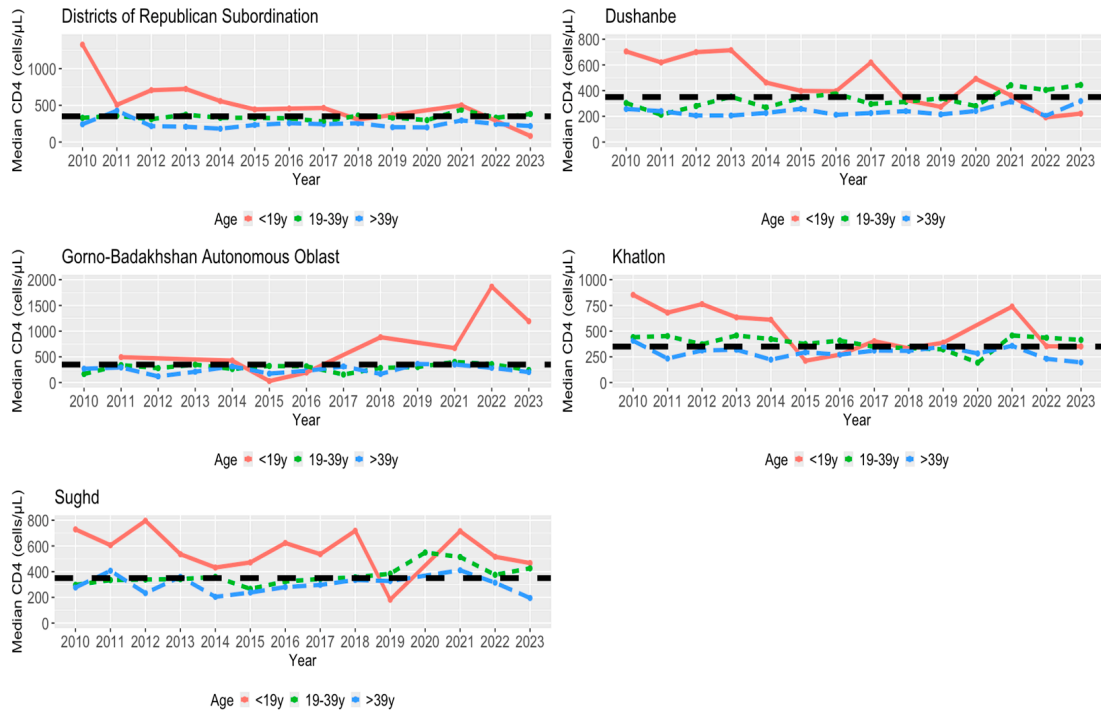 Districts of Republican Subordination
Median CD4 (cells/µL)
1000
500
0
2010 2011 2012 2013 2014 2015 2016 2017 2018 2019 2020 2021 2022 2023
Year
Age <19y 19-39y >39y
Dushanbe
Median CD4 (cells/µL)
800
600
400
200
0
2010 2011 2012 2013 2014 2015 2016 2017 2018 2019 2020 2021 2022 2023
Year
Age <19y 19-39y >39y
Gorno-Badakhshan Autonomous Oblast
Median CD4 (cells/µL)
2000
1500
1000
500
0
2010 2011 2012 2013 2014 2015 2016 2017 2018 2019 2021 2022 2023
Year
Age <19y 19-39y >39y
Khatlon
Median CD4 (cells/µL)
1000
750
500
250
0
2010 2011 2012 2013 2014 2015 2016 2017 2018 2019 2020 2021 2022 2023
Year
Age <19y 19-39y >39y
Sughd
Median CD4 (cells/µL)
800
600
400
200
0
2010 2011 2012 2013 2014 2015 2016 2017 2018 2019 2020 2021 2022 2023
Year
Age <19y 19-39y >39y